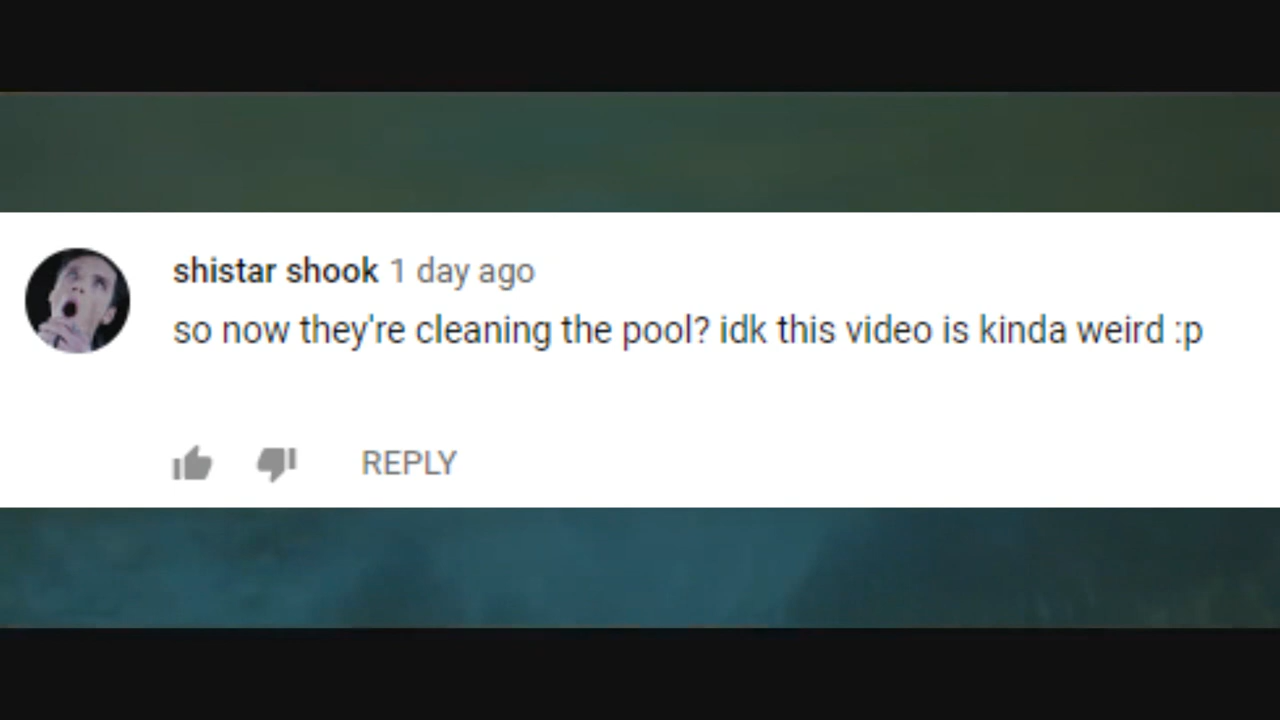 shistar shook 1 day ago
so now they're cleaning the pool? idk this video is kinda weird :p
REPLY